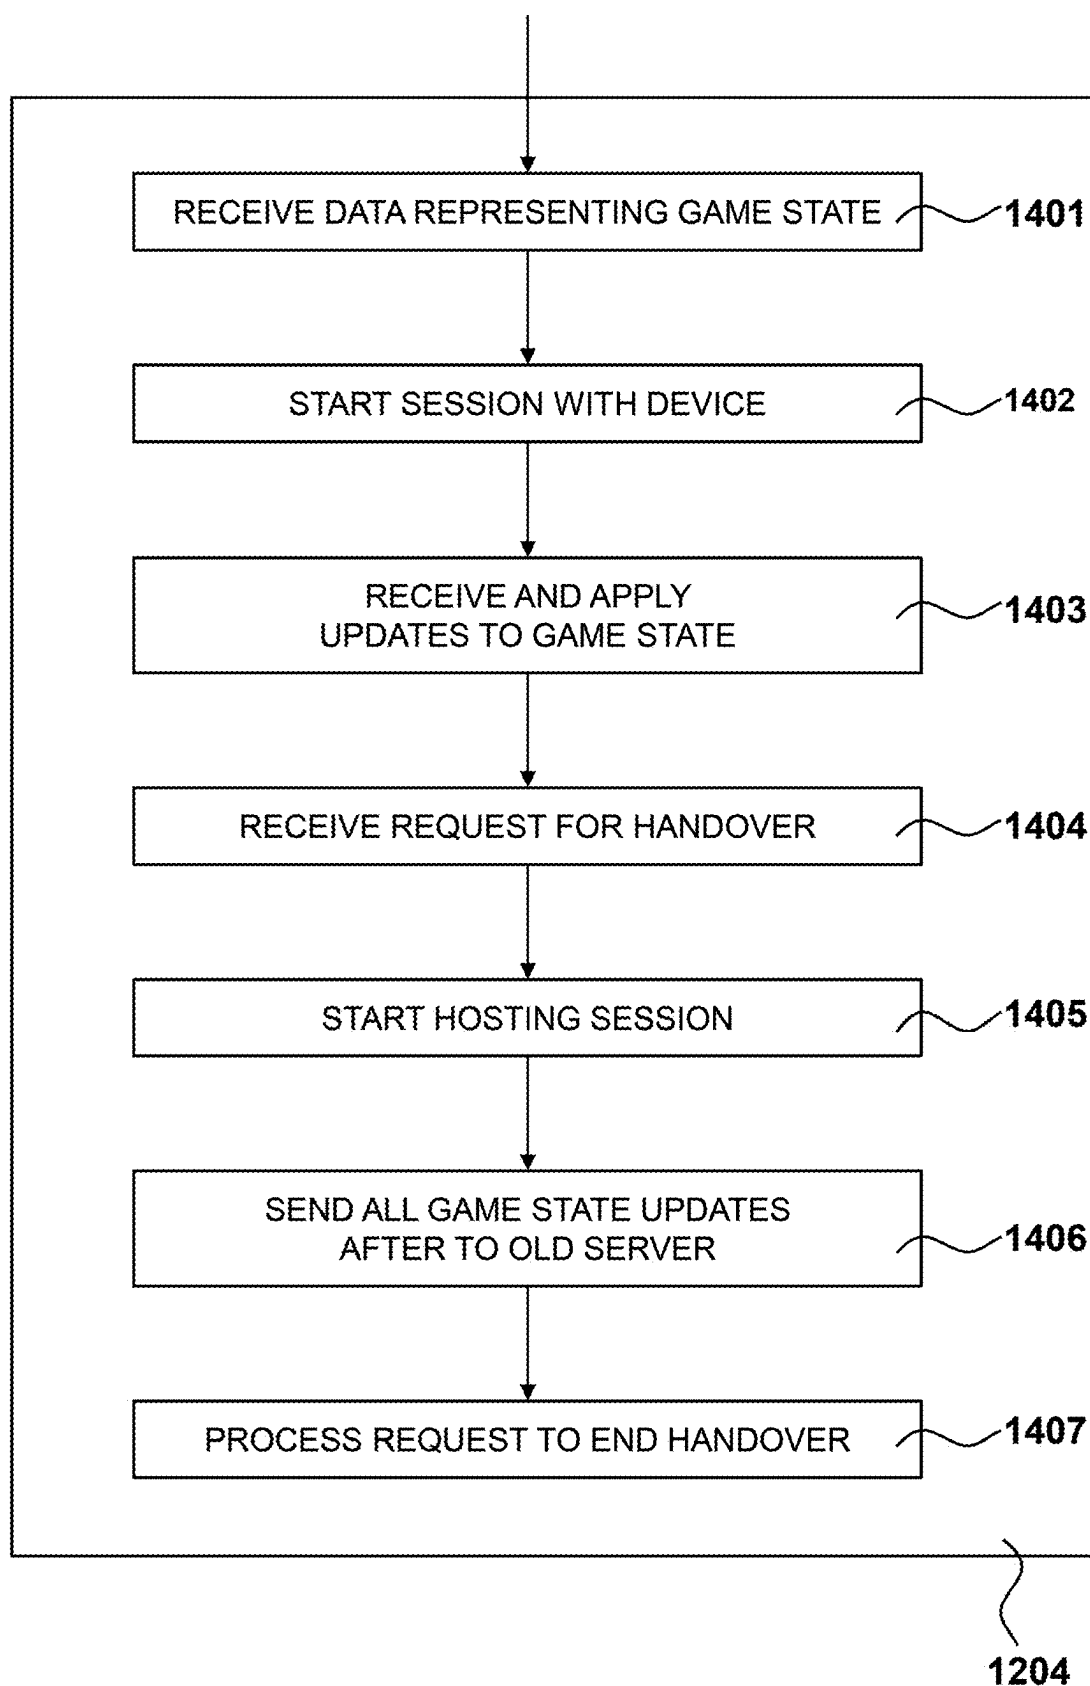 RECEIVE DATA REPRESENTING GAME STATE
1401
START SESSION WITH DEVICE
1402
RECEIVE AND APPLY
UPDATES TO GAME STATE
1403
RECEIVE REQUEST FOR HANDOVER
1404
START HOSTING SESSION
1405
SEND ALL GAME STATE UPDATES
AFTER TO OLD SERVER
1406
PROCESS REQUEST TO END HANDOVER
1407
1204